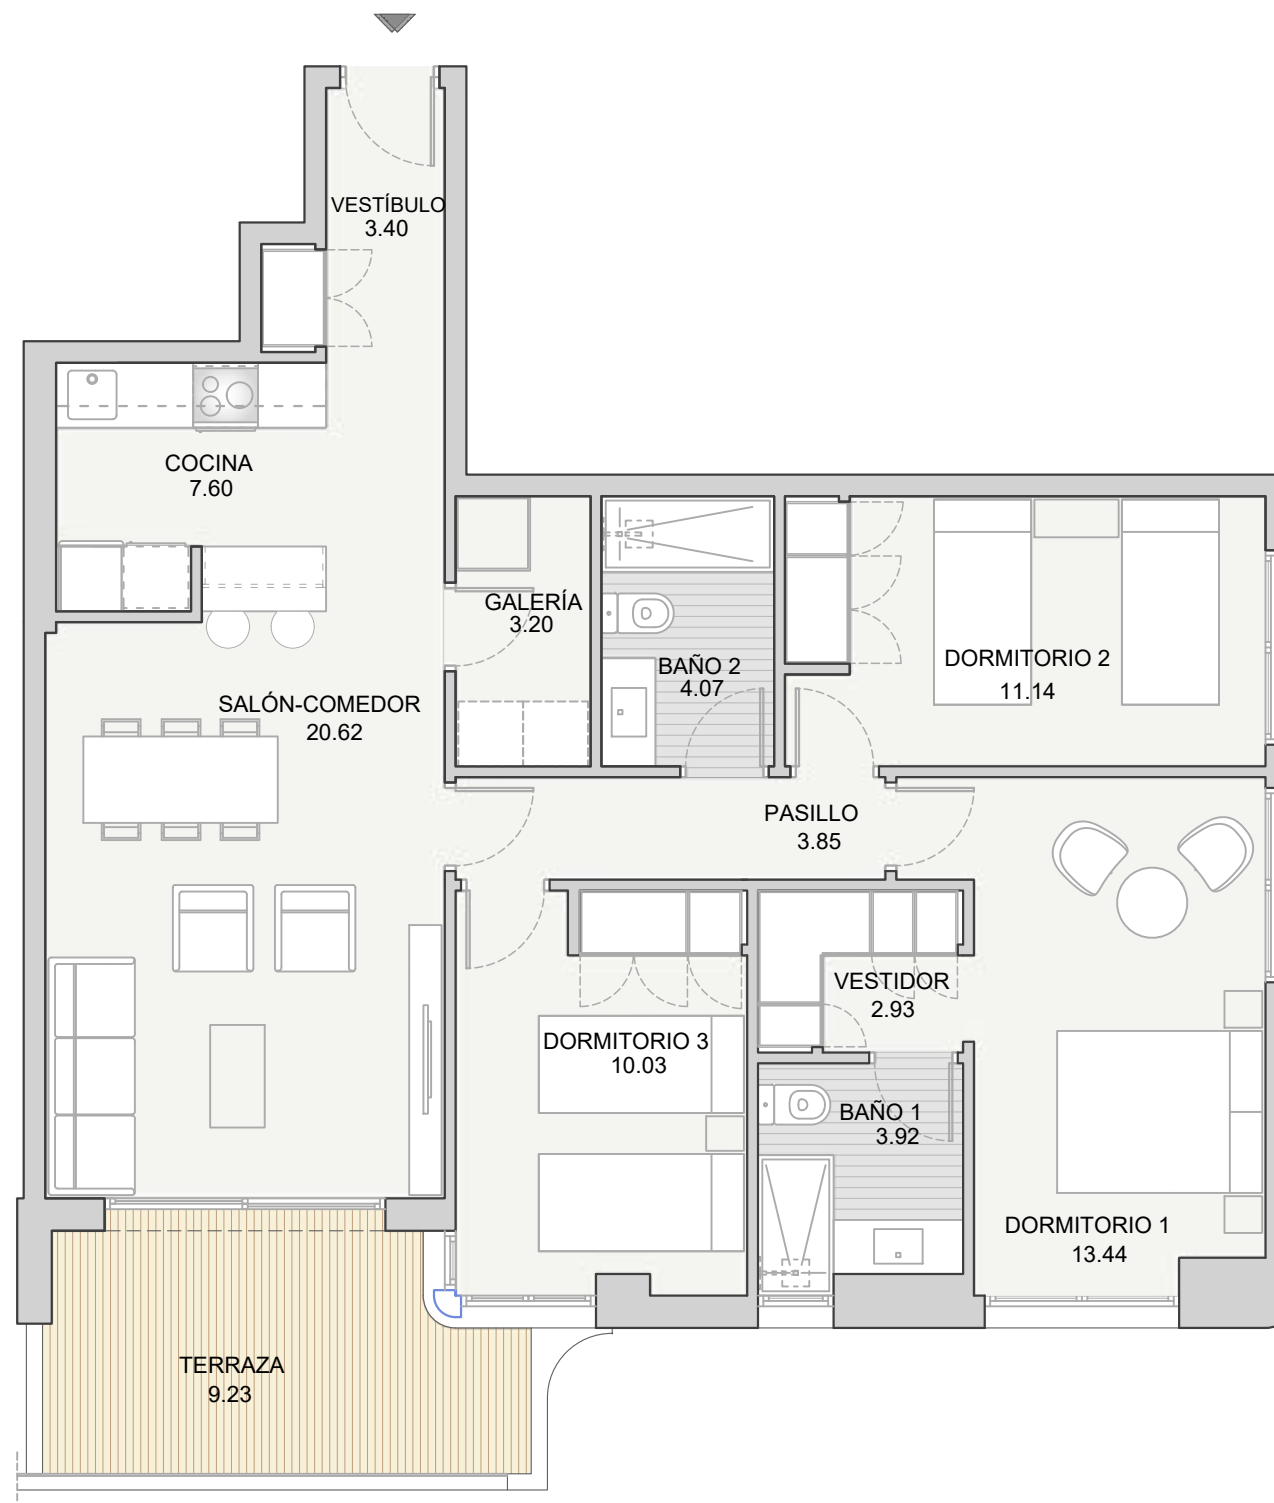 VESTÍBULO
3.40
COCINA
7.60
GALERÍA
3.20
BAÑO 2
4.07
DORMITORIO 2
11.14
SALÓN-COMEDOR
20.62
PASILLO
3.85
VESTIDOR
2.93
DORMITORIO 3
10.03
BAÑO 1
3.92
DORMITORIO 1
13.44
TERRAZA
9.23